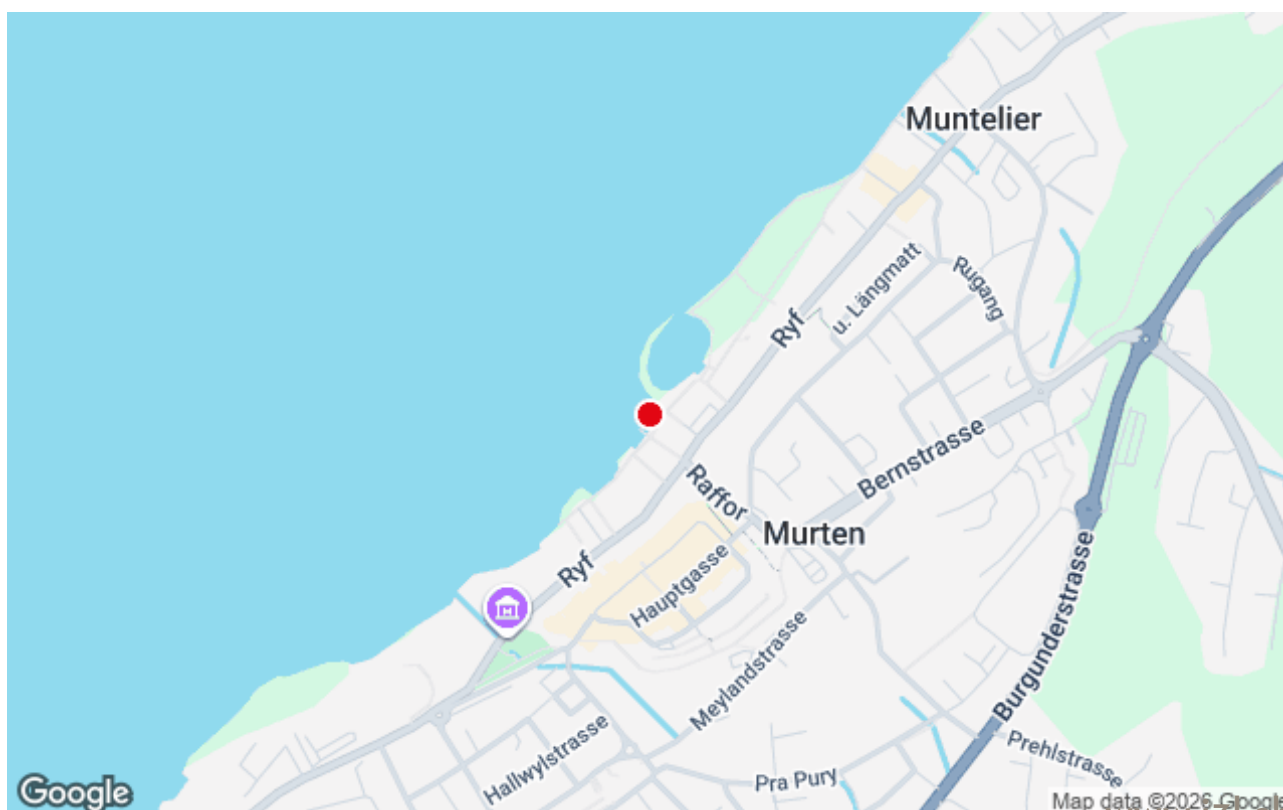 Muntelier
Rugang
u. Längmatt
Ryf
Bernstrasse
Raffor
Murten
Ryf
Hauptgasse
Burgunderstrasse
Meylandstrasse
Prehlstrasse
Hallwylstrasse
Pra Pury
Google
Map data ©2026 Google